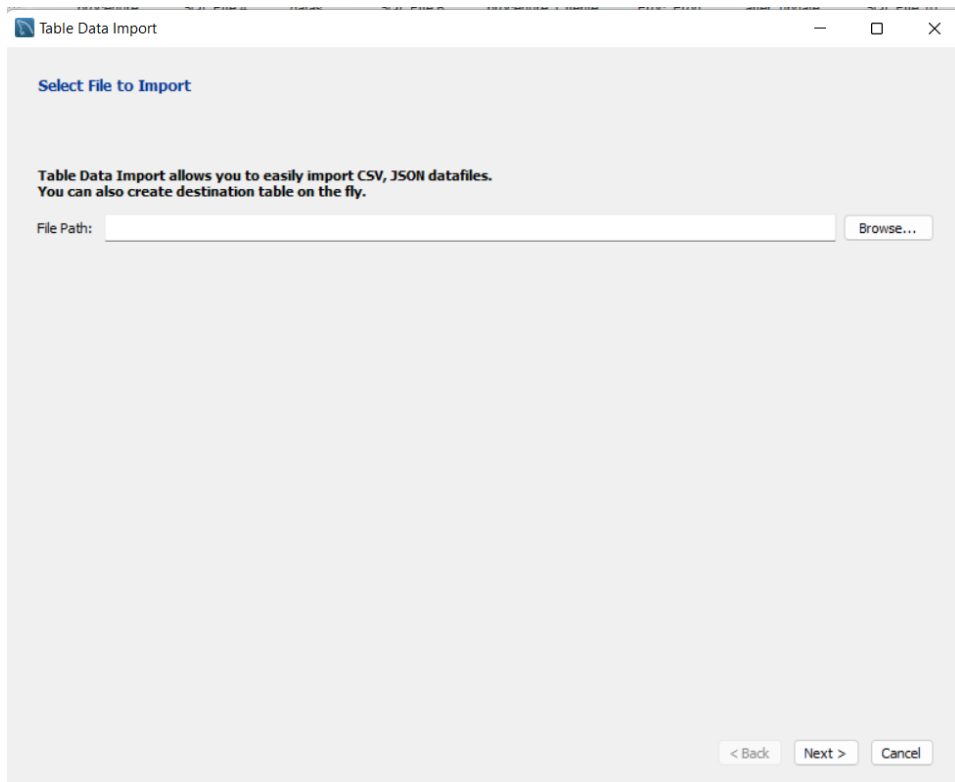 Table Data Import
Select File to Import
Table Data Import allows you to easily import CSV, JSON datafiles.
You can also create destination table on the fly.
File Path:
Browse...
< Back
Next >
Cancel